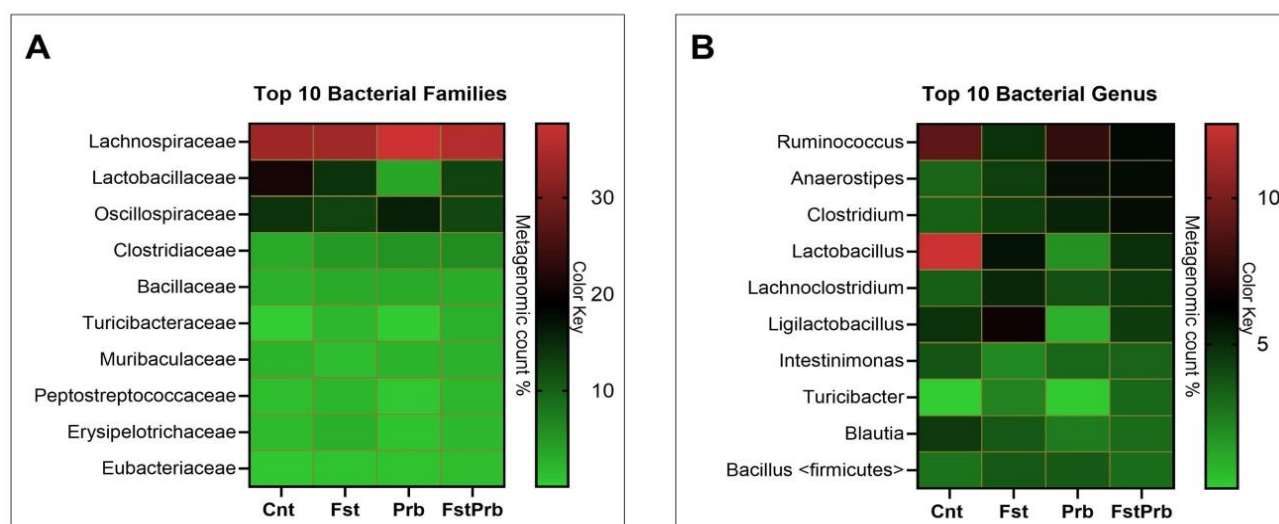 A
Top 10 Bacterial Families
Lachnospiraceae
Lactobacillaceae
Oscillospiraceae
Clostridiaceae
Bacillaceae
Turicibacteraceae
Muribaculaceae
Peptostreptococcaceae
Erysipelotrichaceae
Eubacteriaceae
Cnt Fst Prb FstPrb
30
20
10
Metagenomic count %
Color Key
B
Top 10 Bacterial Genus
Ruminococcus
Anaerostipes
Clostridium
Lactobacillus
Lachnoclostridium
Ligilactobacillus
Intestinimonas
Turicibacter
Blautia
Bacillus <firmicutes>
Cnt Fst Prb FstPrb
10
5
Metagenomic count %
Color Key